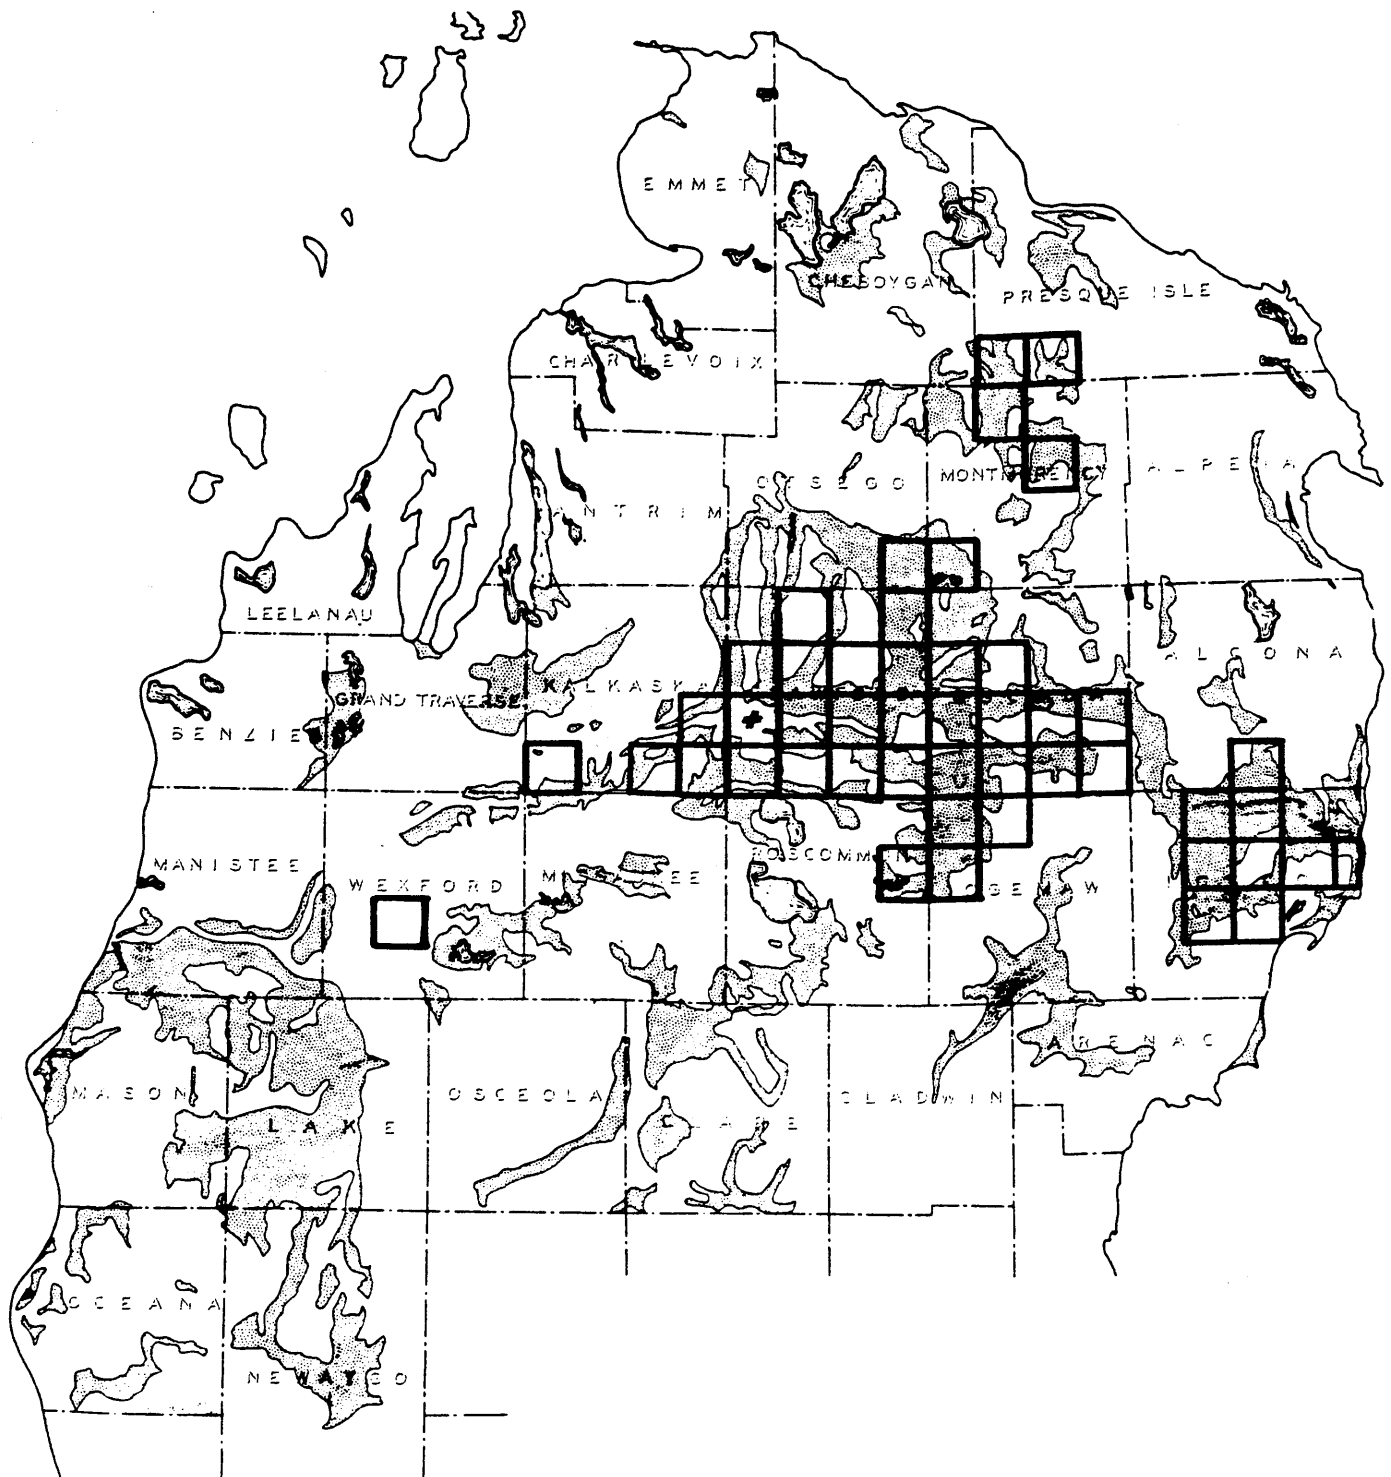 EMMET
CHEBOYGAN
PRESQUE ISLE
CHARLEVOIX
OTSEGO
MONTMORENCY
ALPENA
ANTRIM
LEELANAU
ALCONA
KALKASKA
GRAND TRAVERSE
BENZIE
MANISTEE
WEXFORD
ROSCOMMON
OGEMAW
ARENAC
MASON
OSCEOLA
GLADWIN
LAKE
CLARE
OCEANA
NEWAYGO